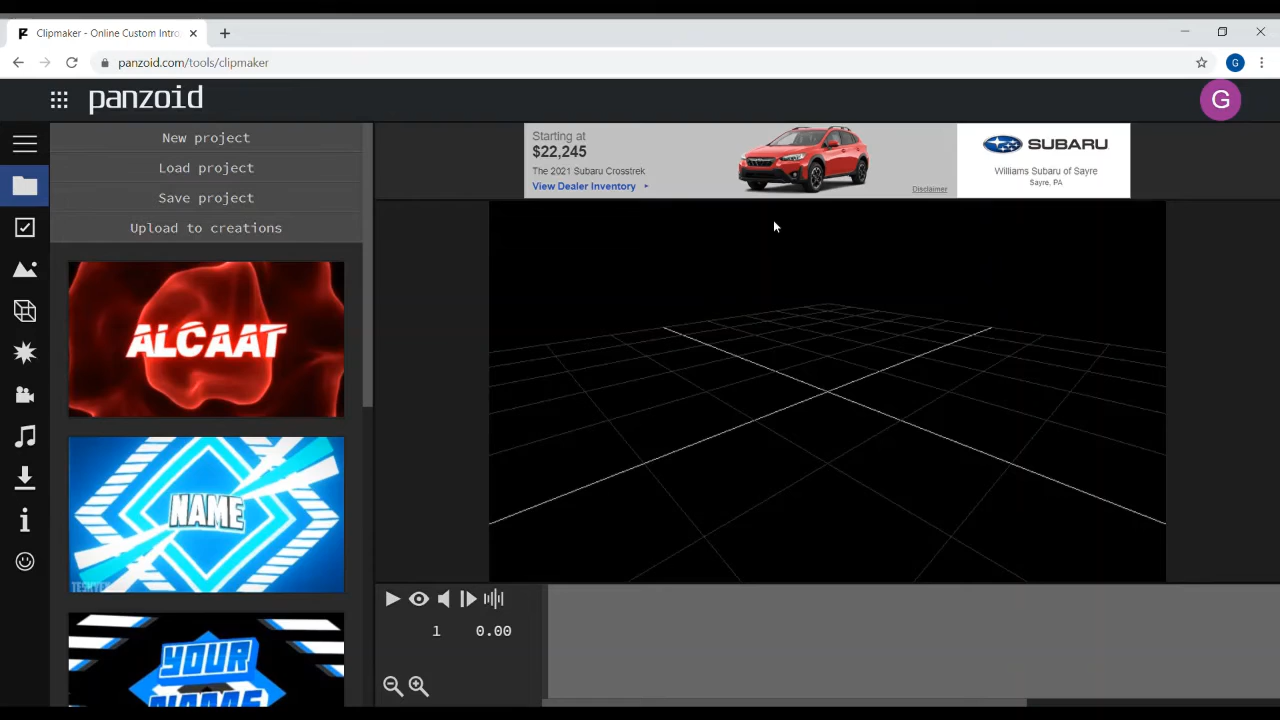 Clipmaker - Online Custom Intro
panzoid.com/tools/clipmaker
G
panzoid
G
New project
Load project
Save project
Upload to creations
Starting at
$22,245
The 2021 Subaru Crosstrek
View Dealer Inventory
Disclaimer
SUBARU
Williams Subaru of Sayre
Sayre, PA
ALCAAT
NAME
YOUR
1 0.00